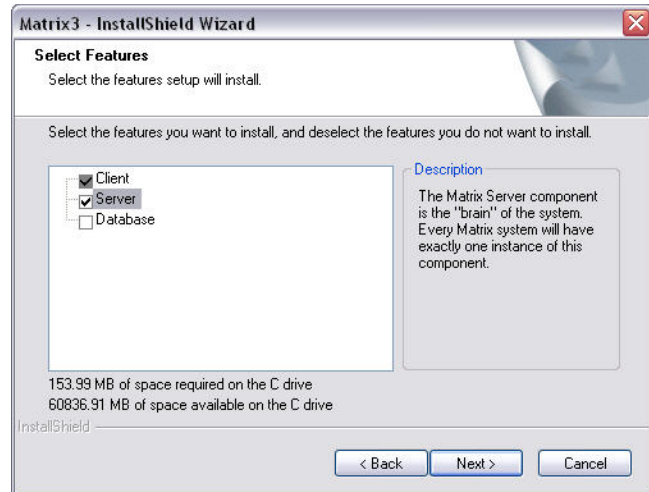 Matrix3 - InstallShield Wizard
Select Features
Select the features setup will install.
Select the features you want to install, and deselect the features you do not want to install.
Client
Server
Database
Description
The Matrix Server component
is the "brain" of the system.
Every Matrix system will have
exactly one instance of this
component.
153.99 MB of space required on the C drive
60836.91 MB of space available on the C drive
InstallShield
< Back
Next >
Cancel